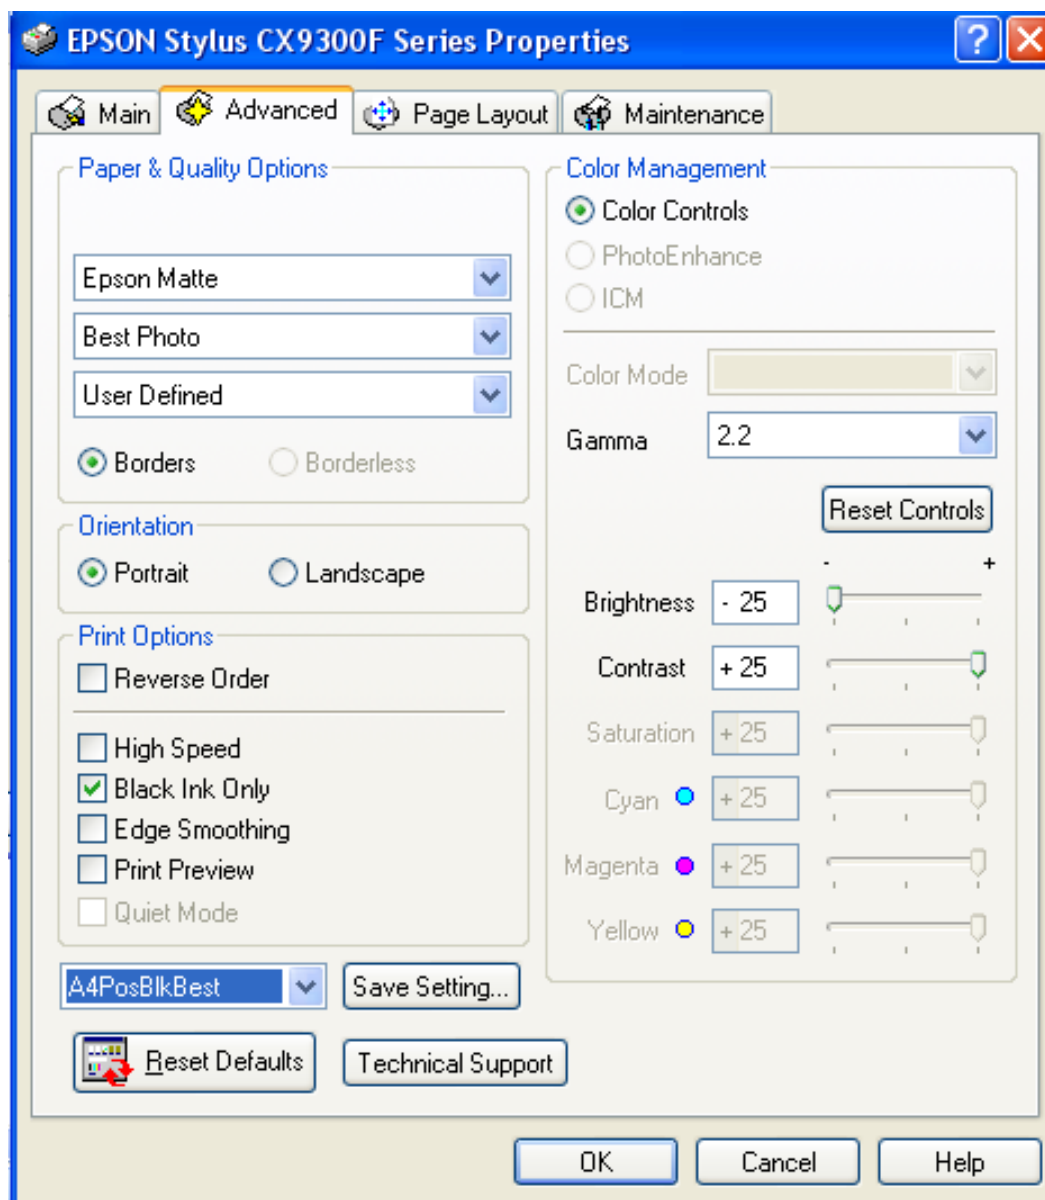 EPSON Stylus CX9300F Series Properties
Main Advanced Page Layout Maintenance
Paper & Quality Options
Epson Matte
Best Photo
User Defined
Borders Borderless
Orientation
Portrait Landscape
Print Options
Reverse Order
High Speed
Black Ink Only
Edge Smoothing
Print Preview
Quiet Mode
A4PosBlkBest Save Setting...
Reset Defaults Technical Support
Color Management
Color Controls
PhotoEnhance
ICM
Color Mode
Gamma 2.2
Reset Controls
- +
Brightness - 25
Contrast + 25
Saturation + 25
Cyan + 25
Magenta + 25
Yellow + 25
OK Cancel Help